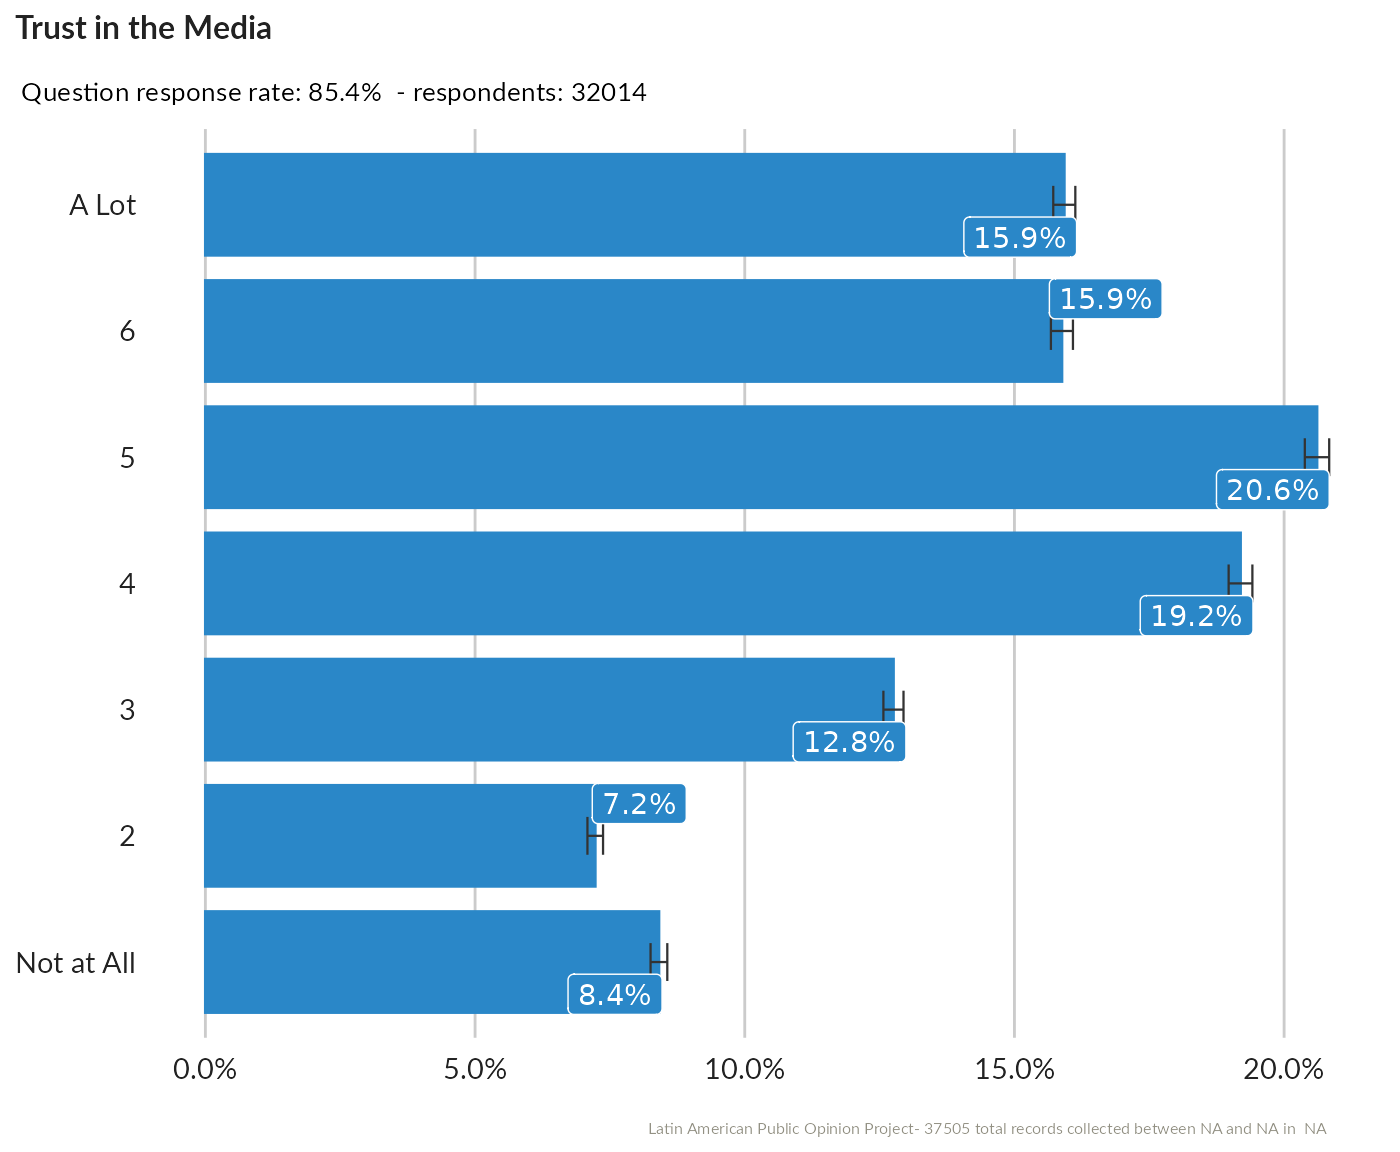 Trust in the Media
Question response rate: 85.4%  - respondents: 32014
A Lot
15.9%
6
15.9%
5
20.6%
4
19.2%
3
12.8%
2
7.2%
Not at All
8.4%
0.0% 5.0% 10.0% 15.0% 20.0%
Latin American Public Opinion Project- 37505 total records collected between NA and NA in  NA